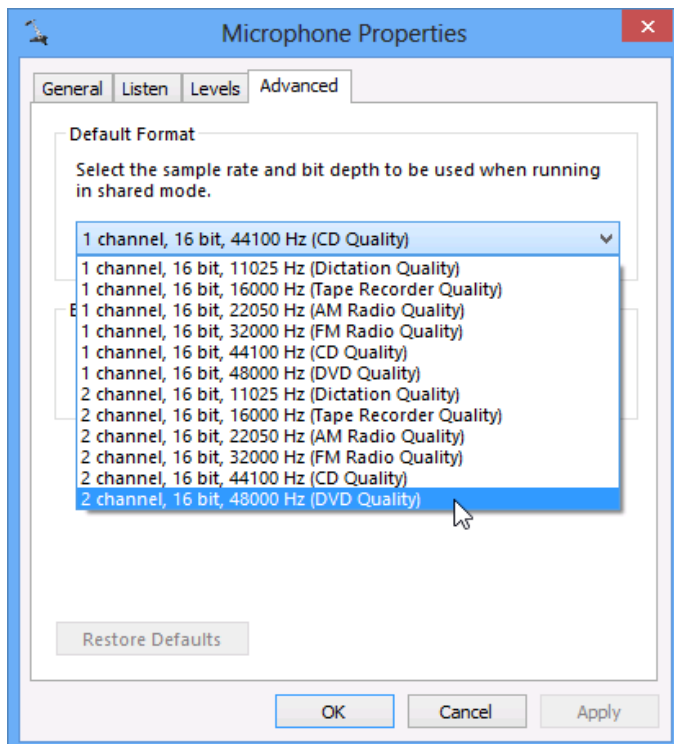 Microphone Properties
General Listen Levels Advanced
Default Format
Select the sample rate and bit depth to be used when running
in shared mode.
1 channel, 16 bit, 44100 Hz (CD Quality)
1 channel, 16 bit, 11025 Hz (Dictation Quality)
1 channel, 16 bit, 16000 Hz (Tape Recorder Quality)
1 channel, 16 bit, 22050 Hz (AM Radio Quality)
1 channel, 16 bit, 32000 Hz (FM Radio Quality)
1 channel, 16 bit, 44100 Hz (CD Quality)
1 channel, 16 bit, 48000 Hz (DVD Quality)
2 channel, 16 bit, 11025 Hz (Dictation Quality)
2 channel, 16 bit, 16000 Hz (Tape Recorder Quality)
2 channel, 16 bit, 22050 Hz (AM Radio Quality)
2 channel, 16 bit, 32000 Hz (FM Radio Quality)
2 channel, 16 bit, 44100 Hz (CD Quality)
2 channel, 16 bit, 48000 Hz (DVD Quality)
Restore Defaults
OK Cancel Apply